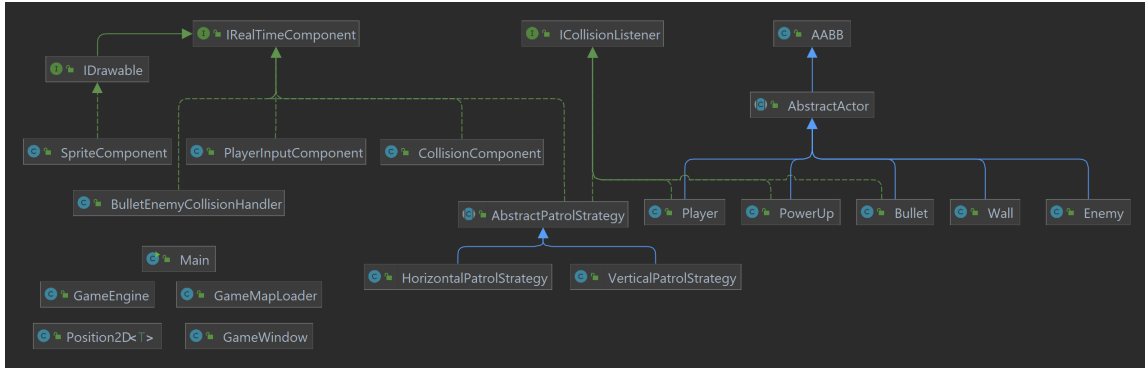 IRealTimeComponent
ICollisionListener
AABB
IDrawable
AbstractActor
SpriteComponent
PlayerInputComponent
CollisionComponent
BulletEnemyCollisionHandler
AbstractPatrolStrategy
Player
PowerUp
Bullet
Wall
Enemy
Main
HorizontalPatrolStrategy
VerticalPatrolStrategy
GameEngine
GameMapLoader
Position2D<T>
GameWindow